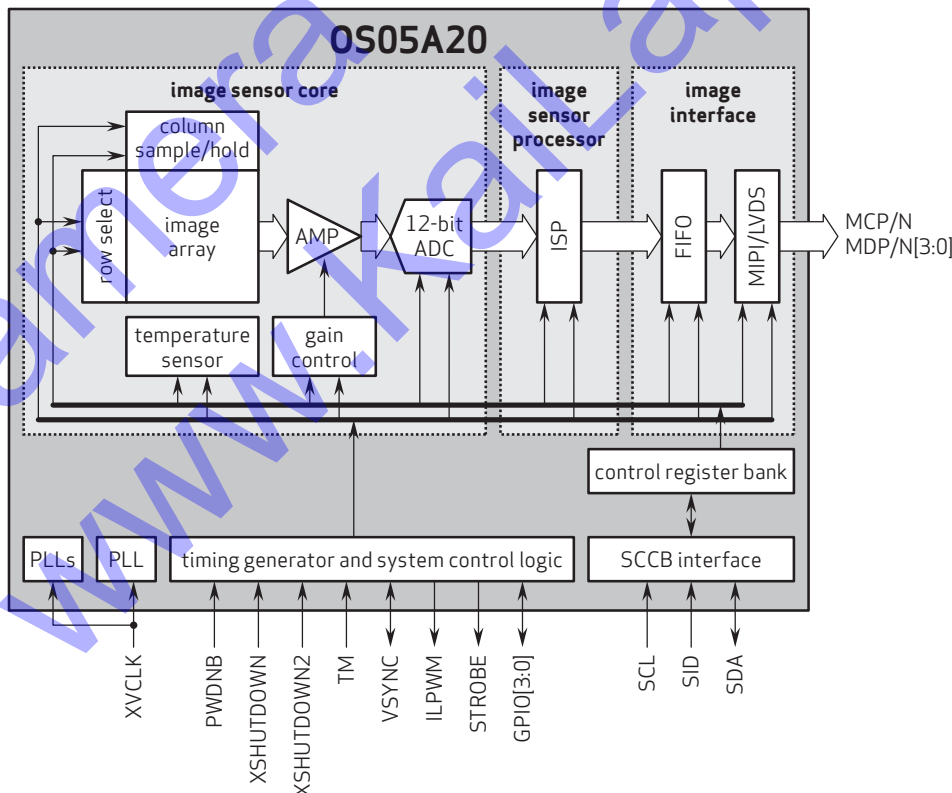 OS05A20
image sensor core
image
sensor
processor
image
interface
column
sample/hold
row select
image
array
AMP
12-bit
ADC
ISP
FIFO
MIPI/LVDS
MCP/N
MDP/N[3:0]
temperature
sensor
gain
control
control register bank
PLLs
PLL
timing generator and system control logic
SCCB interface
XVCLK
PWDNB
XSHUTDOWN
XSHUTDOWN2
TM
VSYNC
ILPWM
STROBE
GPIO[3:0]
SCL
SID
SDA
amera
www.KaiLap